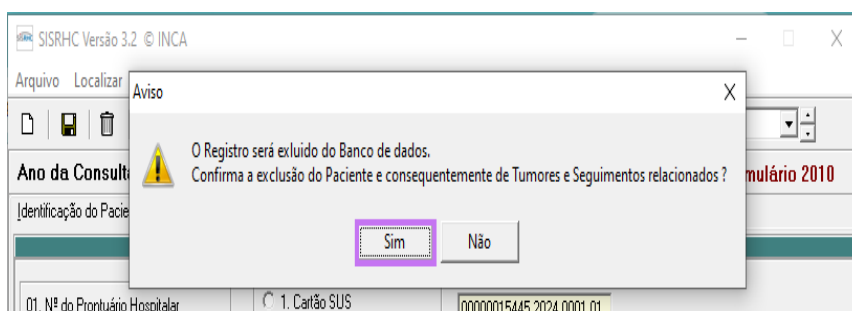 SISRHC Versão 3.2 © INCA
Arquivo Localizar
Aviso
O Registro será exluido do Banco de dados.
Confirma a exclusão do Paciente e consequentemente de Tumores e Seguimentos relacionados ?
Ano da Consult
mulário 2010
Identificação do Pacie
Sim Não
01. Nº do Prontuário Hospitalar
1. Cartão SUS
00000015445.2024.0001.01